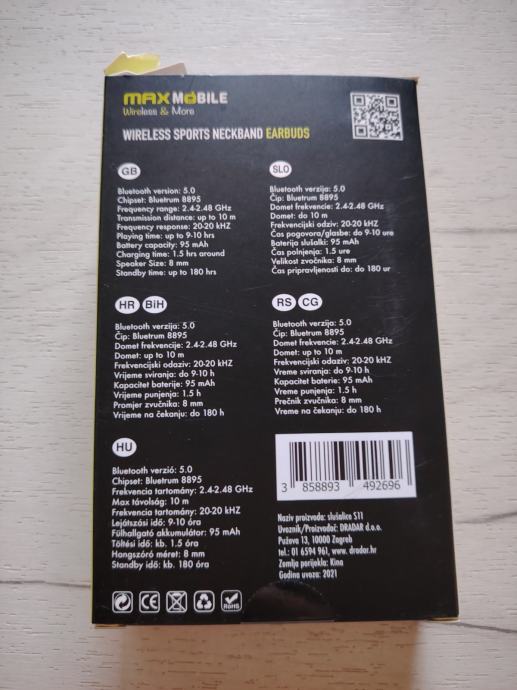 MAX MOBILE
Wireless & More
WIRELESS SPORTS NECKBAND EARBUDS
GB
Bluetooth version: 5.0
Chipset: Bluetrum 8895
Frequency range: 2.4-2.48 GHz
Transmission distance: up to 10 m
Frequency response: 20-20 kHZ
Playing time: up to 9-10 hrs
Battery capacity: 95 mAh
Charging time: 1.5 hrs around
Speaker Size: 8 mm
Standby time: up to 180 hrs
SLO
Bluetooth verzija: 5.0
Čip: Bluetrum 8895
Domet frekvencie: 2.4-2.48 GHz
Domet: do 10 m
Frekvencijski odziv: 20-20 kHZ
Čas pogovora/glasbe: do 9-10 ure
Baterija slušalki: 95 mAh
Čas polnjenja: 1.5 ure
Velikost zvočnika: 8 mm
Čas pripravljenosti do: do 180 ur
HR BiH
Bluetooth verzija: 5.0
Čip: Bluetrum 8895
Domet frekvencije: 2.4-2.48 GHz
Domet: up to 10 m
Frekvencijski odaziv: 20-20 kHZ
Vrijeme sviranja: do 9-10 h
Kapacitet baterije: 95 mAh
Vrijeme punjenja: 1.5 h
Promjer zvučnika: 8 mm
Vrijeme na čekanju: do 180 h
RS CG
Bluetooth verzija: 5.0
Čip: Bluetrum 8895
Domet frekvencije: 2.4-2.48 GHz
Domet: up to 10 m
Frekvencijski odaziv: 20-20 kHZ
Vreme sviranja: do 9-10 h
Kapacitet baterie: 95 mAh
Vreme punjenja: 1.5 h
Prečnik zvučnika: 8 mm
Vreme na čekanju: do 180 h
HU
Bluetooth verzió: 5.0
Chipset: Bluetrum 8895
Frekvencia tartomány: 2.4-2.48 GHz
Max távolság: 10 m
Frekvencia tartomány: 20-20 kHZ
Lejátszási idő: 9-10 óra
Fülhallgató akkumulátor: 95 mAh
Töltési idő: kb. 1.5 óra
Hangszóró méret: 8 mm
Standby idő: kb. 180 óra
3 858893 492696
Naziv proizvoda: slušalice S11
Uvoznik/Proizvođač: DRADAR d.o.o.
Puževa 13, 10000 Zagreb
tel.: 01 6594 961, www. dradar.hr
Zemlja porijekla: Kina
Godina uvoza: 2021
CE
RoHS